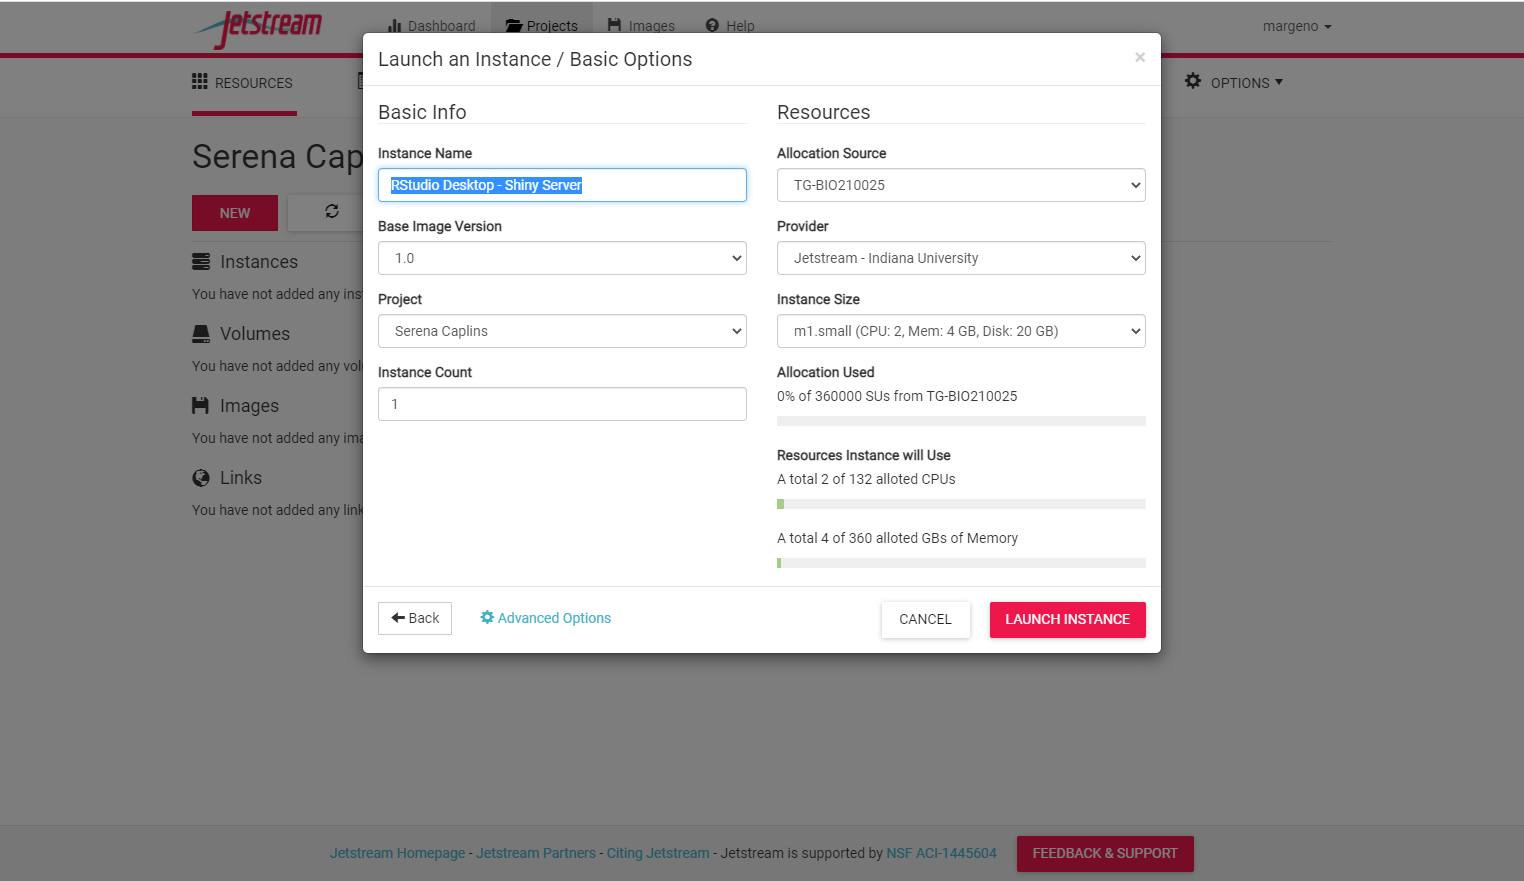 Jetstream
Dashboard
Projects
Images
Help
margeno
RESOURCES
OPTIONS
Serena Cap
NEW
Instances
You have not added any ins
Volumes
You have not added any vol
Images
You have not added any ima
Links
You have not added any link
Launch an Instance / Basic Options
×
Basic Info
Instance Name
RStudio Desktop - Shiny Server
Base Image Version
1.0
Project
Serena Caplins
Instance Count
1
Resources
Allocation Source
TG-BIO210025
Provider
Jetstream - Indiana University
Instance Size
m1.small (CPU: 2, Mem: 4 GB, Disk: 20 GB)
Allocation Used
0% of 360000 SUs from TG-BIO210025
Resources Instance will Use
A total 2 of 132 alloted CPUs
A total 4 of 360 alloted GBs of Memory
Back
Advanced Options
CANCEL
LAUNCH INSTANCE
Jetstream Homepage - Jetstream Partners - Citing Jetstream - Jetstream is supported by NSF ACI-1445604
FEEDBACK & SUPPORT